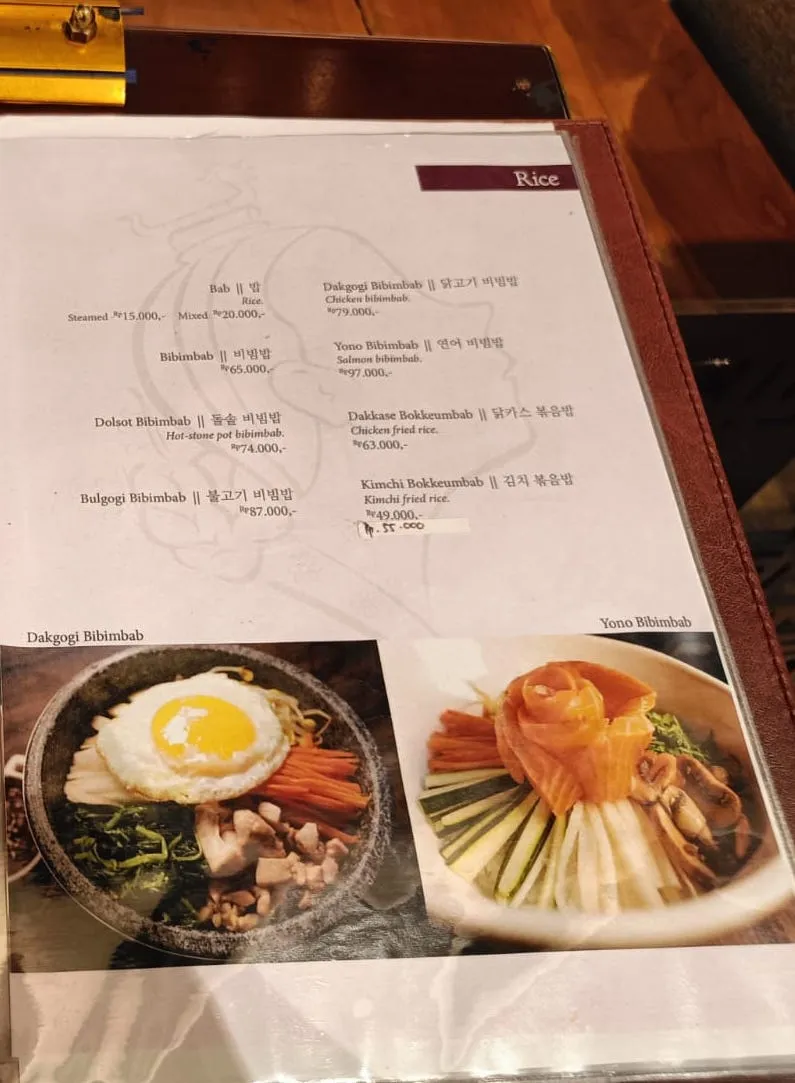 Rice
Bab || 밥
Rice.
Steamed Rp15.000,- Mixed Rp20.000,-
Bibimbab || 비빔밥
Rp65.000,-
Dolsot Bibimbab || 돌솥 비빔밥
Hot-stone pot bibimbab.
Rp74.000,-
Bulgogi Bibimbab || 불고기 비빔밥
Rp87.000,-
Dakgogi Bibimbab || 닭고기 비빔밥
Chicken bibimbab.
Rp79.000,-
Yono Bibimbab || 연어 비빔밥
Salmon bibimbab.
Rp97.000,-
Dakkase Bokkeumbab || 닭카스 볶음밥
Chicken fried rice.
Rp63.000,-
Kimchi Bokkeumbab || 김치 볶음밥
Kimchi fried rice.
Rp49.000,-
Rp. 55.000
Dakgogi Bibimbab
Yono Bibimbab